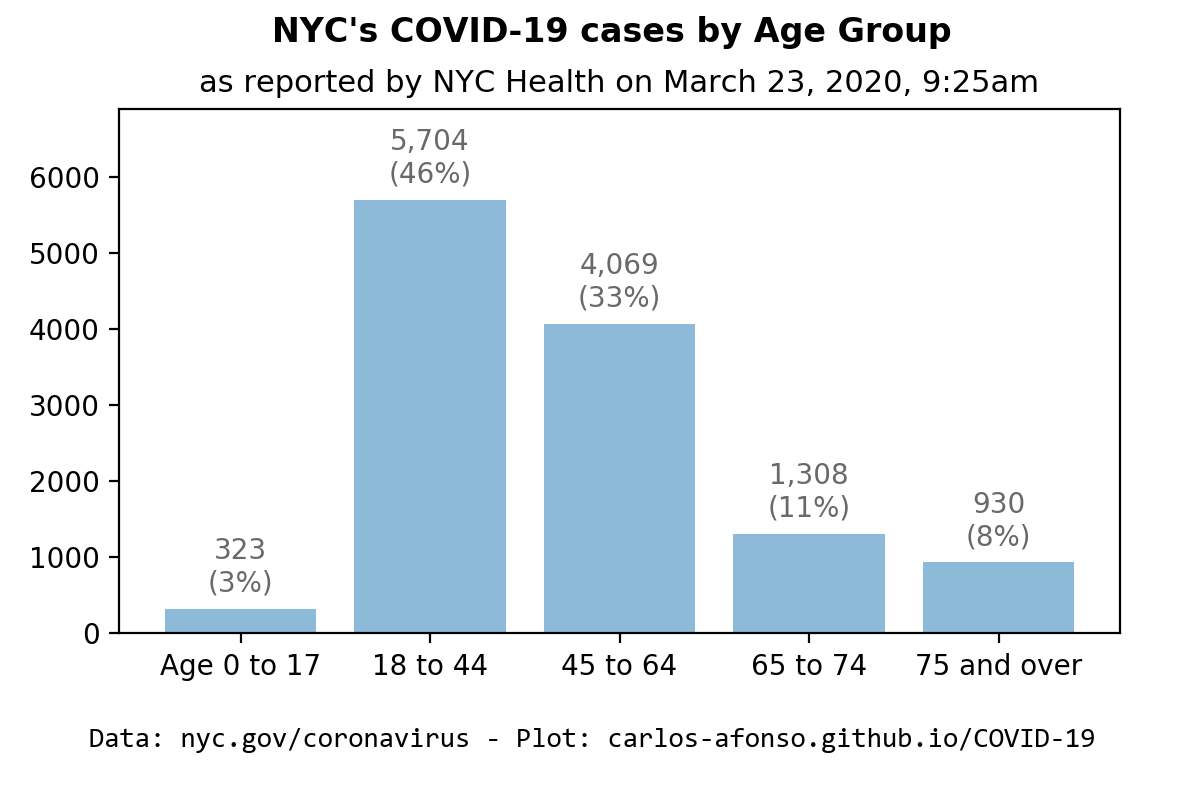 NYC's COVID-19 cases by Age Group
as reported by NYC Health on March 23, 2020, 9:25am
6000
5000
4000
3000
2000
1000
0
323
(3%)
5,704
(46%)
4,069
(33%)
1,308
(11%)
930
(8%)
Age 0 to 17
18 to 44
45 to 64
65 to 74
75 and over
Data: nyc.gov/coronavirus - Plot: carlos-afonso.github.io/COVID-19